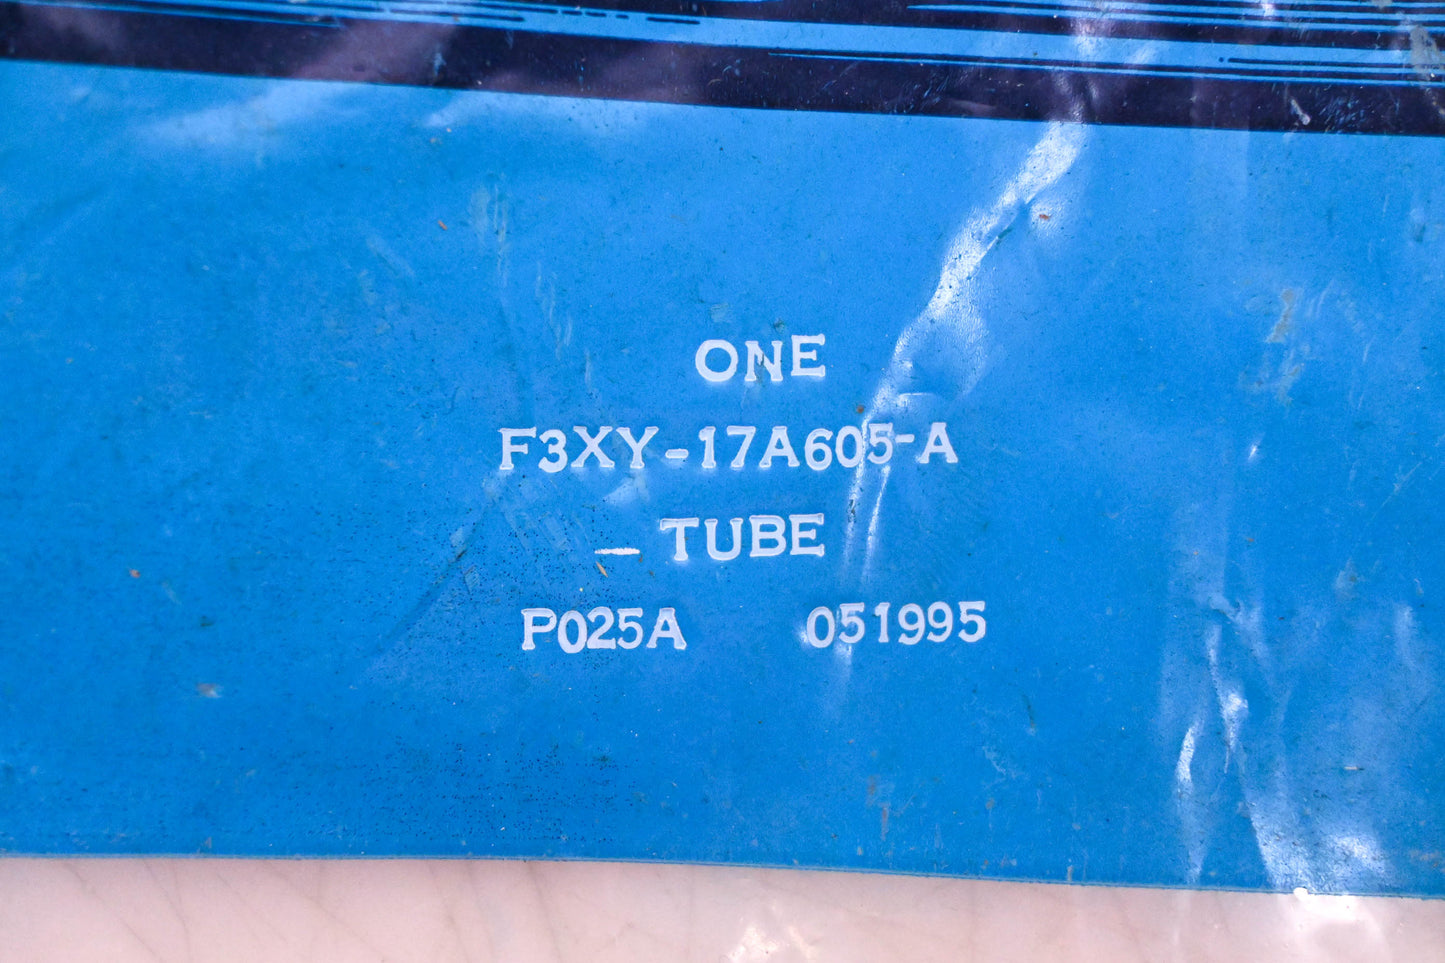 ONE
F3XY-17A605-A
— TUBE
P025A 051995